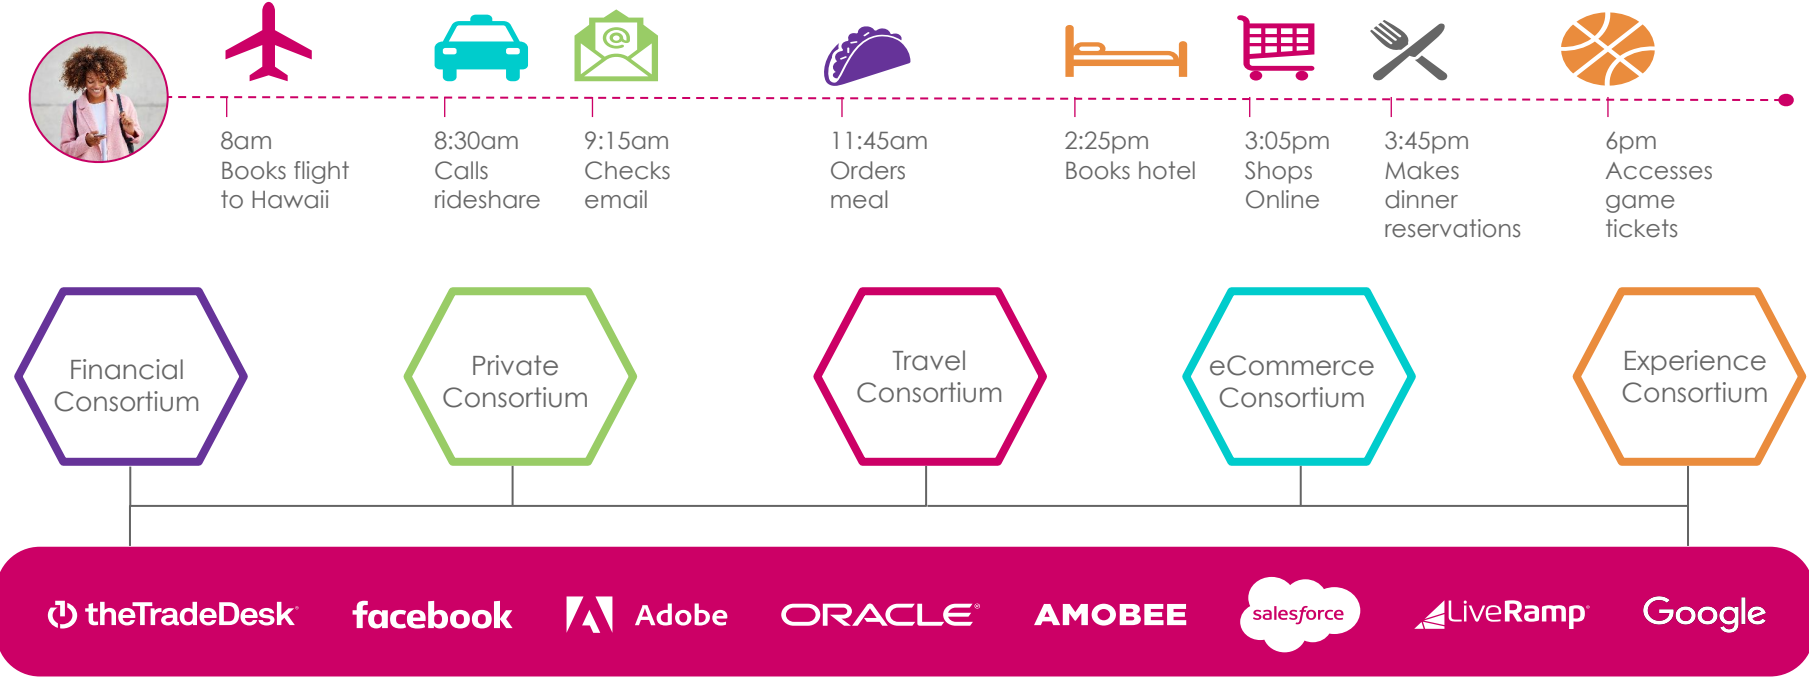 8am
Books flight
to Hawaii
8:30am
Calls
rideshare
9:15am
Checks
email
11:45am
Orders
meal
2:25pm
Books hotel
3:05pm
Shops
Online
3:45pm
Makes
dinner
reservations
6pm
Accesses
game
tickets
Financial
Consortium
Private
Consortium
Travel
Consortium
eCommerce
Consortium
Experience
Consortium
theTradeDesk
facebook
Adobe
ORACLE®
AMOBEE
salesforce
LiveRamp
Google